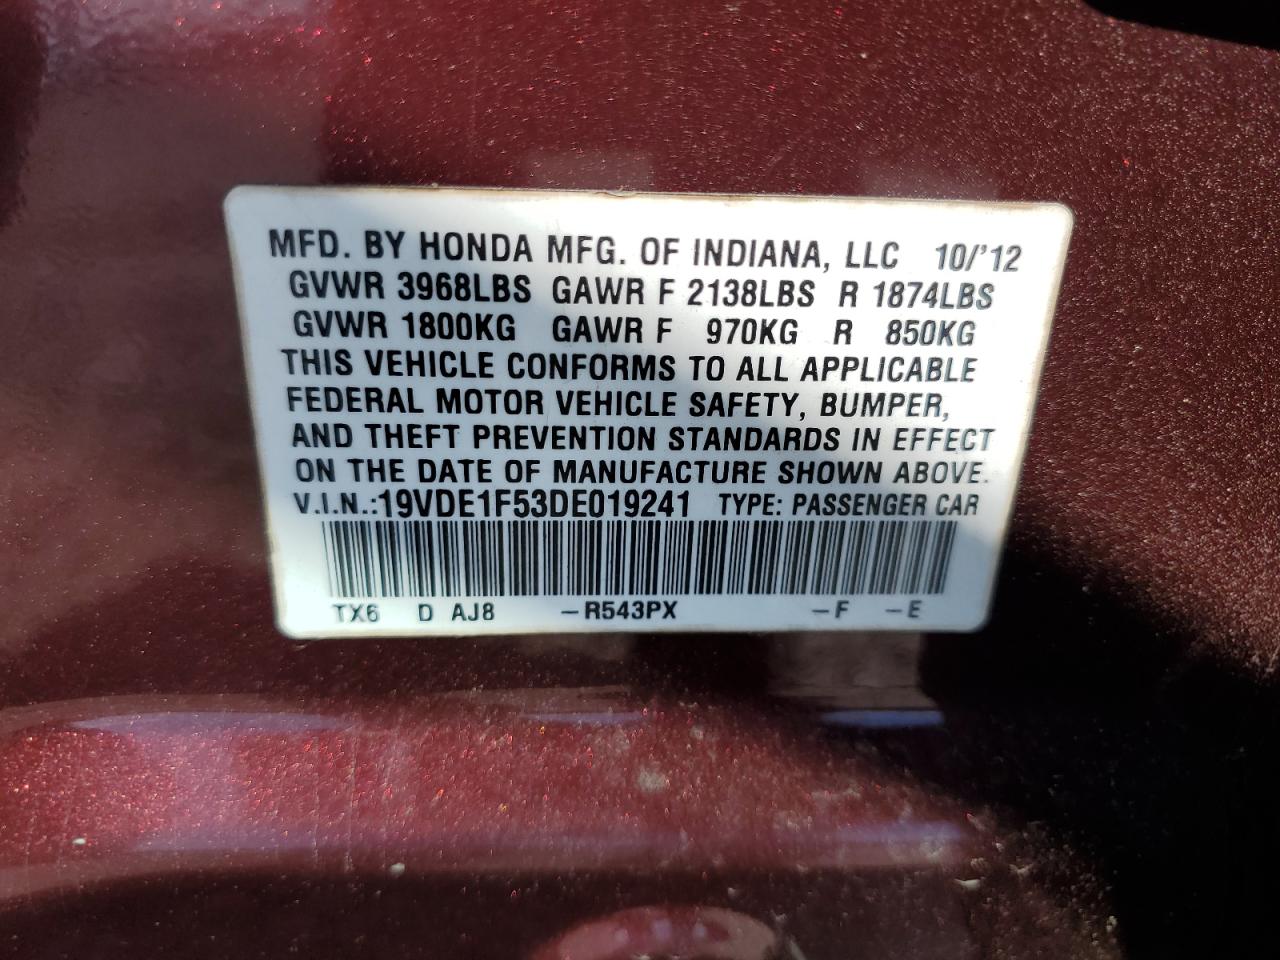 MFD. BY HONDA MFG. OF INDIANA, LLC 10/'12
GVWR 3968LBS GAWR F 2138LBS R 1874LBS
GVWR 1800KG GAWR F 970KG R 850KG
THIS VEHICLE CONFORMS TO ALL APPLICABLE
FEDERAL MOTOR VEHICLE SAFETY, BUMPER,
AND THEFT PREVENTION STANDARDS IN EFFECT
ON THE DATE OF MANUFACTURE SHOWN ABOVE.
V.I.N.:19VDE1F53DE019241 TYPE: PASSENGER CAR
TX6 D AJ8 –R543PX –F –E